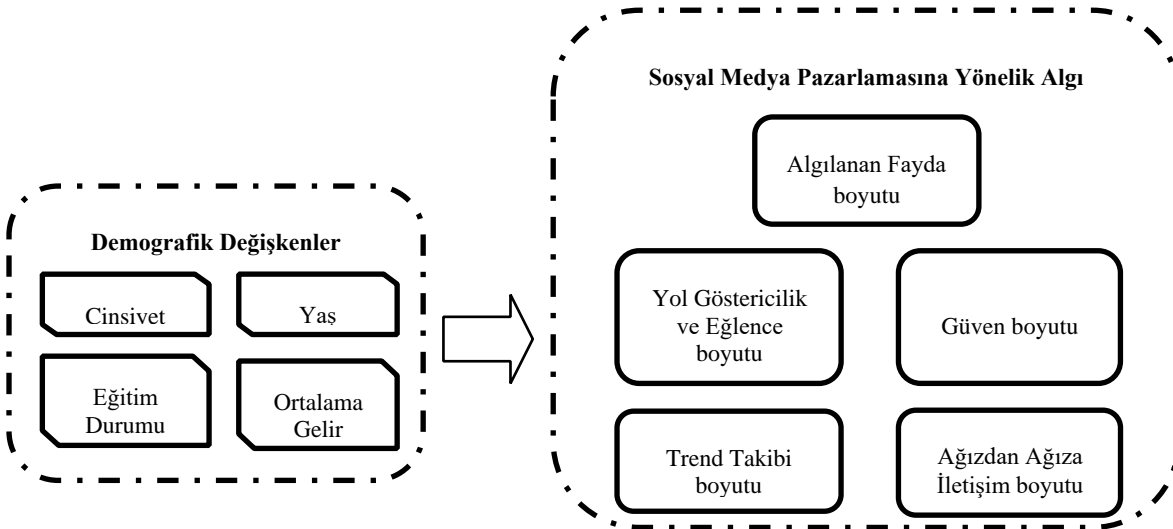 Sosyal Medya Pazarlamasına Yönelik Algı
Algılanan Fayda
boyutu
Demografik Değişkenler
Cinsivet
Yaş
Yol Göstericilik
ve Eğlence
boyutu
Güven boyutu
Eğitim
Durumu
Ortalama
Gelir
Trend Takibi
boyutu
Ağızdan Ağıza
İletişim boyutu